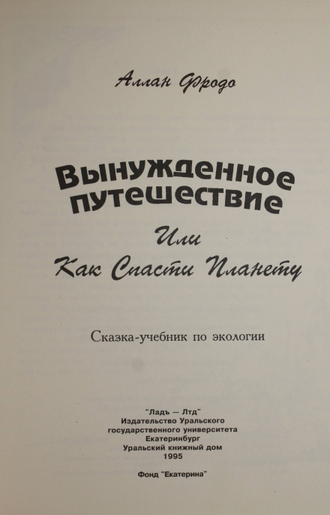 Аллан Фродо
Вынужденное
путешествие
Или
Как Спасти Планету
Сказка-учебник по экологии
"Ладъ — Лтд"
Издательство Уральского
государственного университета
Екатеринбург
Уральский книжный дом
1995
Фонд "Екатерина"